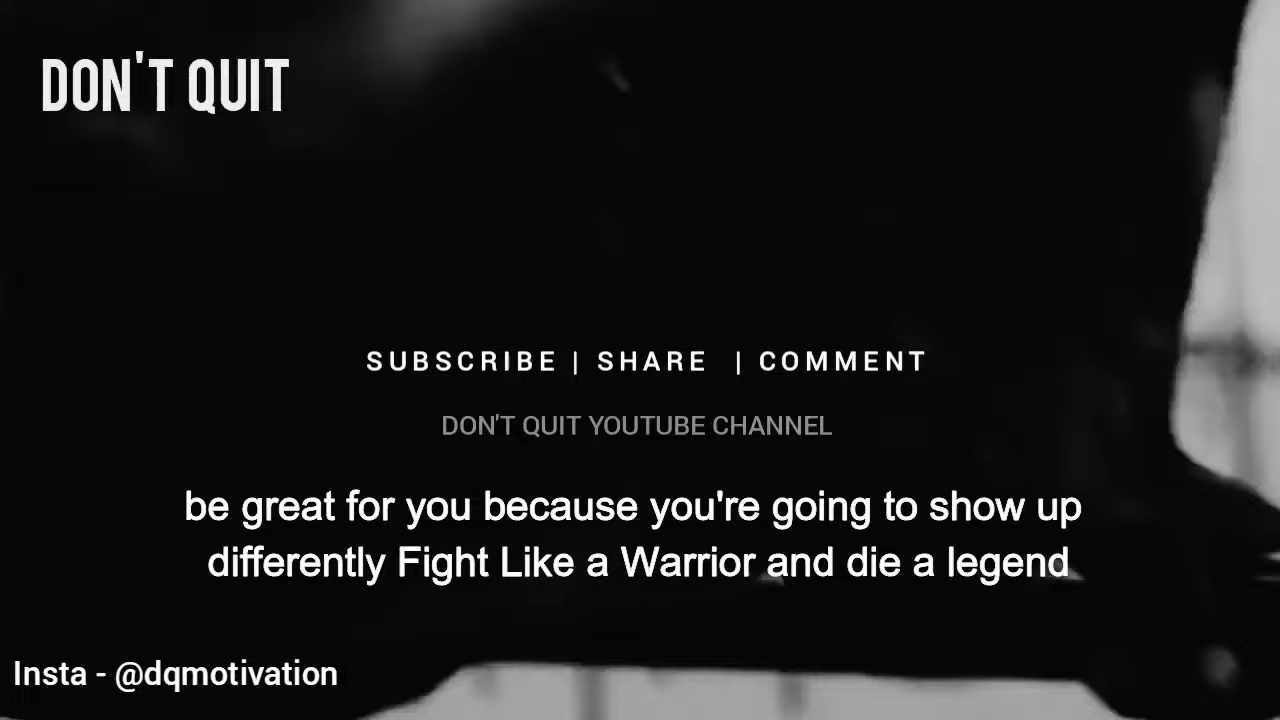 DON'T QUIT
SUBSCRIBE | SHARE | COMMENT
DON'T QUIT YOUTUBE CHANNEL
be great for you because you're going to show up
differently Fight Like a Warrior and die a legend
Insta - @dqmotivation